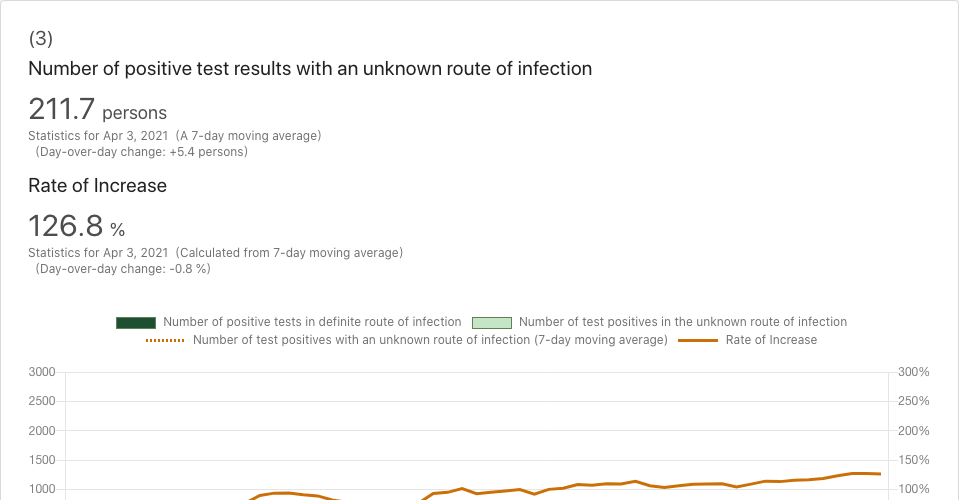 (3)
Number of positive test results with an unknown route of infection
211.7 persons
Statistics for Apr 3, 2021 (A 7-day moving average)
(Day-over-day change: +5.4 persons)
Rate of Increase
126.8 %
Statistics for Apr 3, 2021 (Calculated from 7-day moving average)
(Day-over-day change: -0.8 %)
Number of positive tests in definite route of infection Number of test positives in the unknown route of infection
Number of test positives with an unknown route of infection (7-day moving average) Rate of Increase
3000 300%
2500 250%
2000 200%
1500 150%
1000 100%